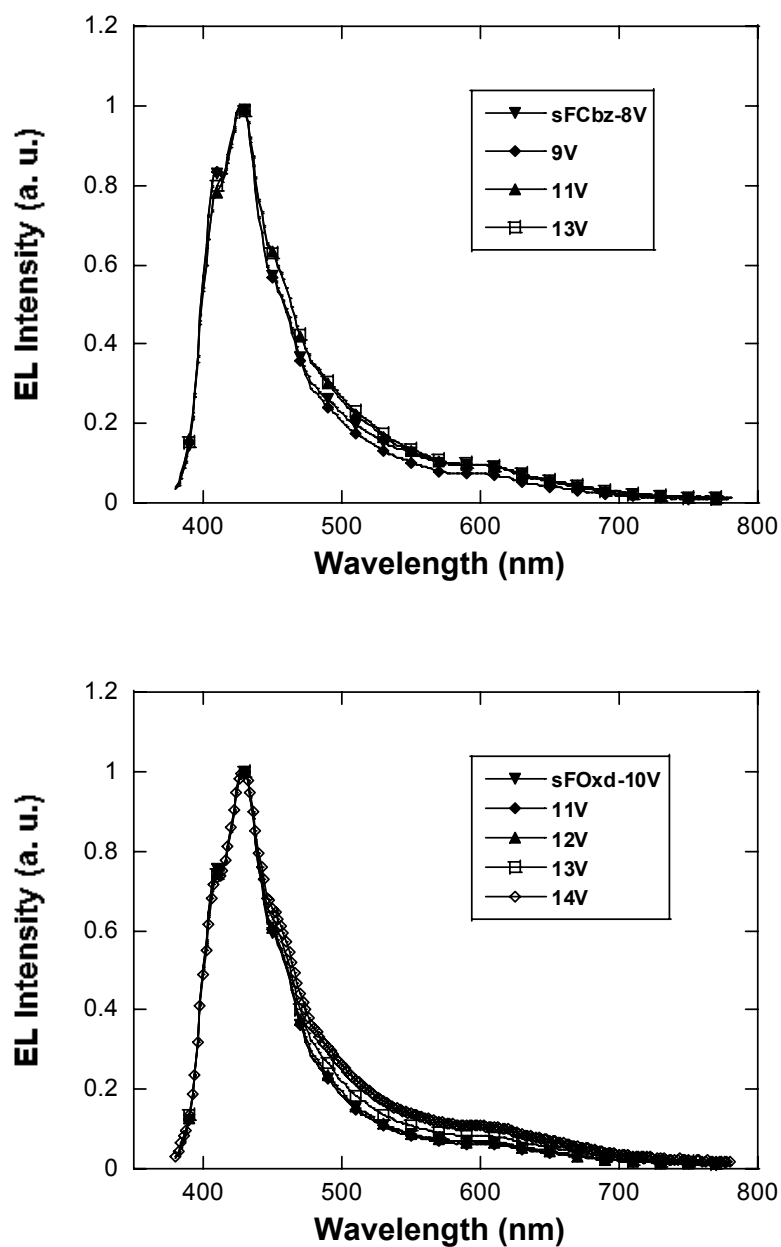 1.2
1
0.8
0.6
0.4
0.2
0
EL Intensity (a. u.)
sFCbz-8V
9V
11V
13V
400 500 600 700 800
Wavelength (nm)
1.2
1
0.8
0.6
0.4
0.2
0
EL Intensity (a. u.)
sFOxd-10V
11V
12V
13V
14V
400 500 600 700 800
Wavelength (nm)